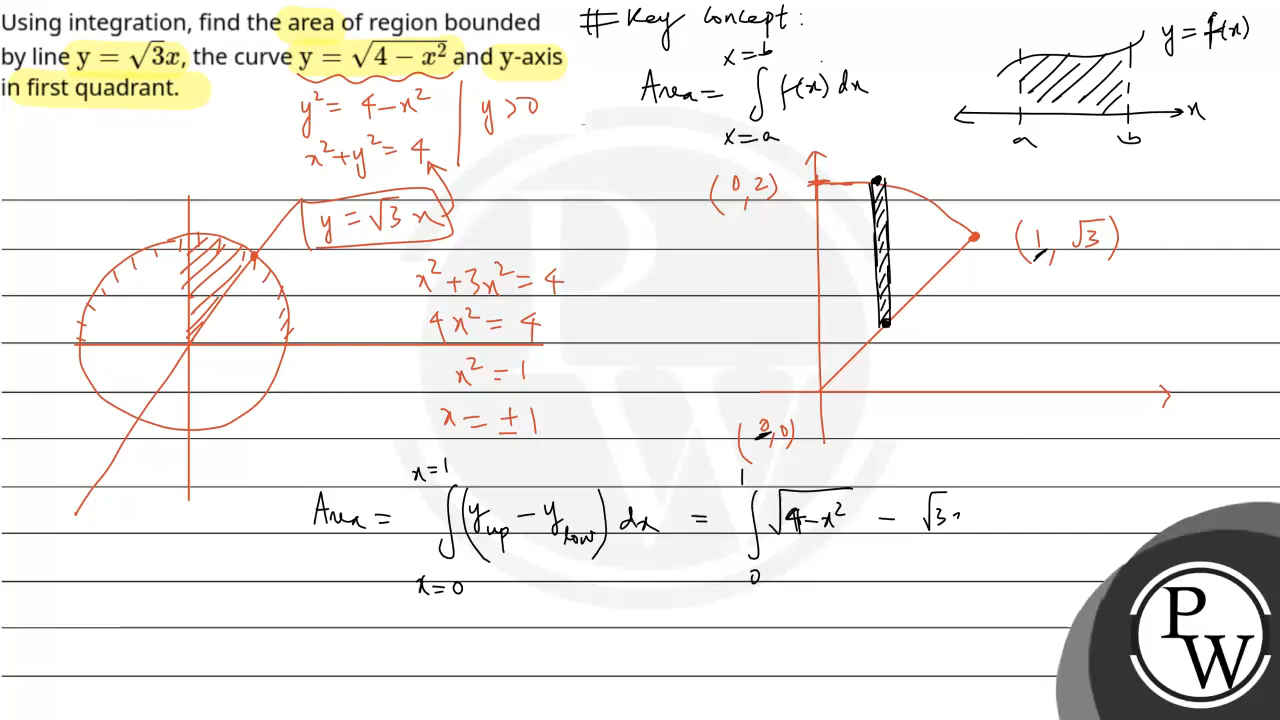 Using integration, find the area of region bounded
by line y = √3x, the curve y = √(4 − x²) and y-axis
in first quadrant.
# Key Concept:
Area = ∫_{x=a}^{x=b} f(x) dx
y = f(x)
a b x
y² = 4 − x² | y > 0
x² + y² = 4
y = √3 x
x² + 3x² = 4
4x² = 4
x² = 1
x = ± 1
(0, 2)
(1, √3)
(0, 0)
Area = ∫_{x=0}^{x=1} (y_up − y_low) dx = ∫_0^1 √(4−x²) − √3
P
W